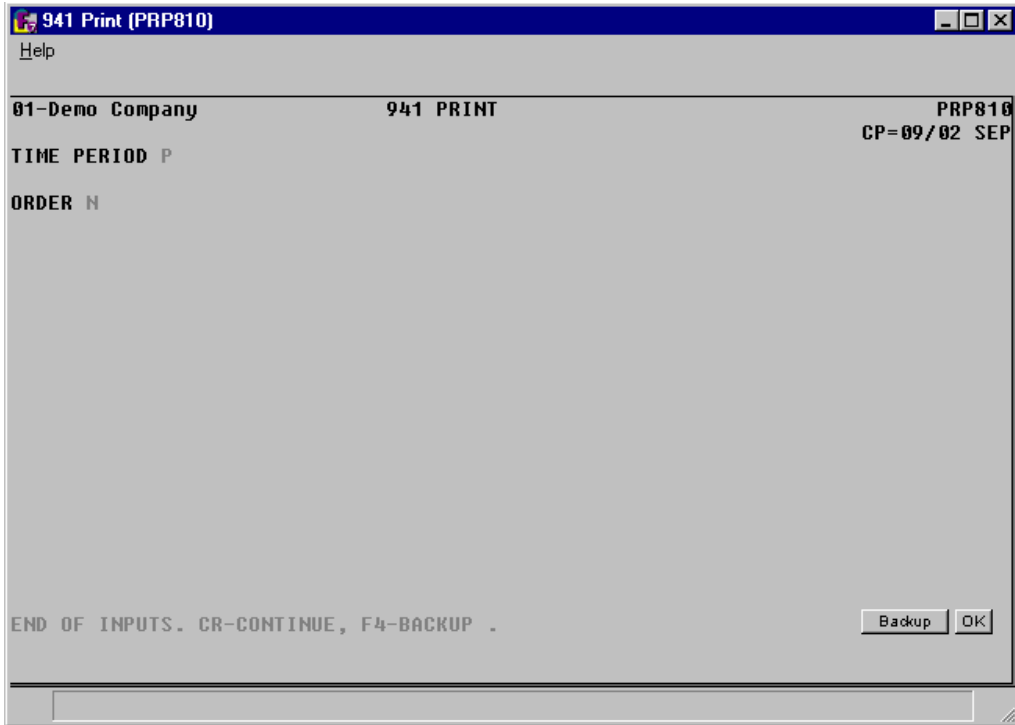 941 Print (PRP810)
Help
01-Demo Company 941 PRINT PRP810
CP=09/02 SEP
TIME PERIOD P
ORDER N
END OF INPUTS. CR-CONTINUE, F4-BACKUP .
Backup OK